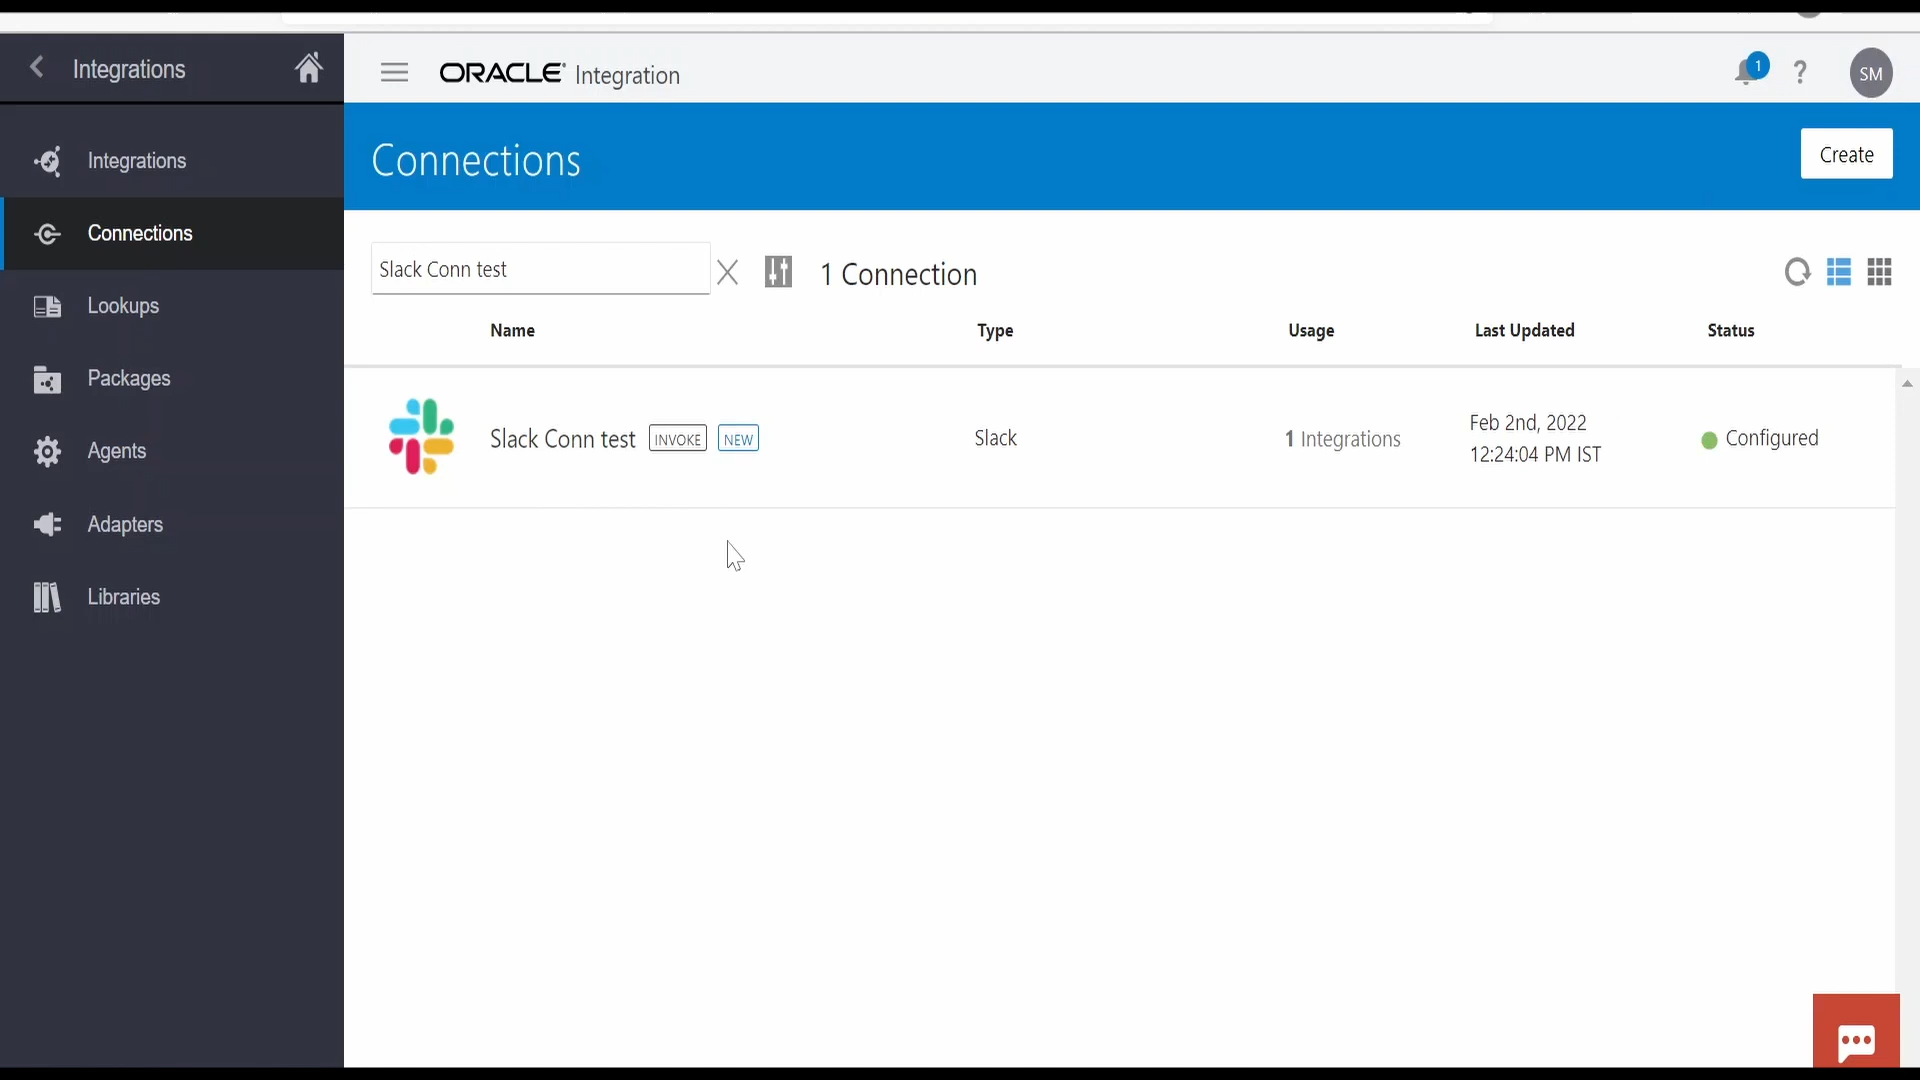 Integrations
ORACLE Integration
1
?
SM
Connections
Create
Integrations
Connections
Lookups
Packages
Agents
Adapters
Libraries
Slack Conn test
1 Connection
Name Type Usage Last Updated Status
Slack Conn test INVOKE NEW Slack 1 Integrations Feb 2nd, 2022 Configured
12:24:04 PM IST